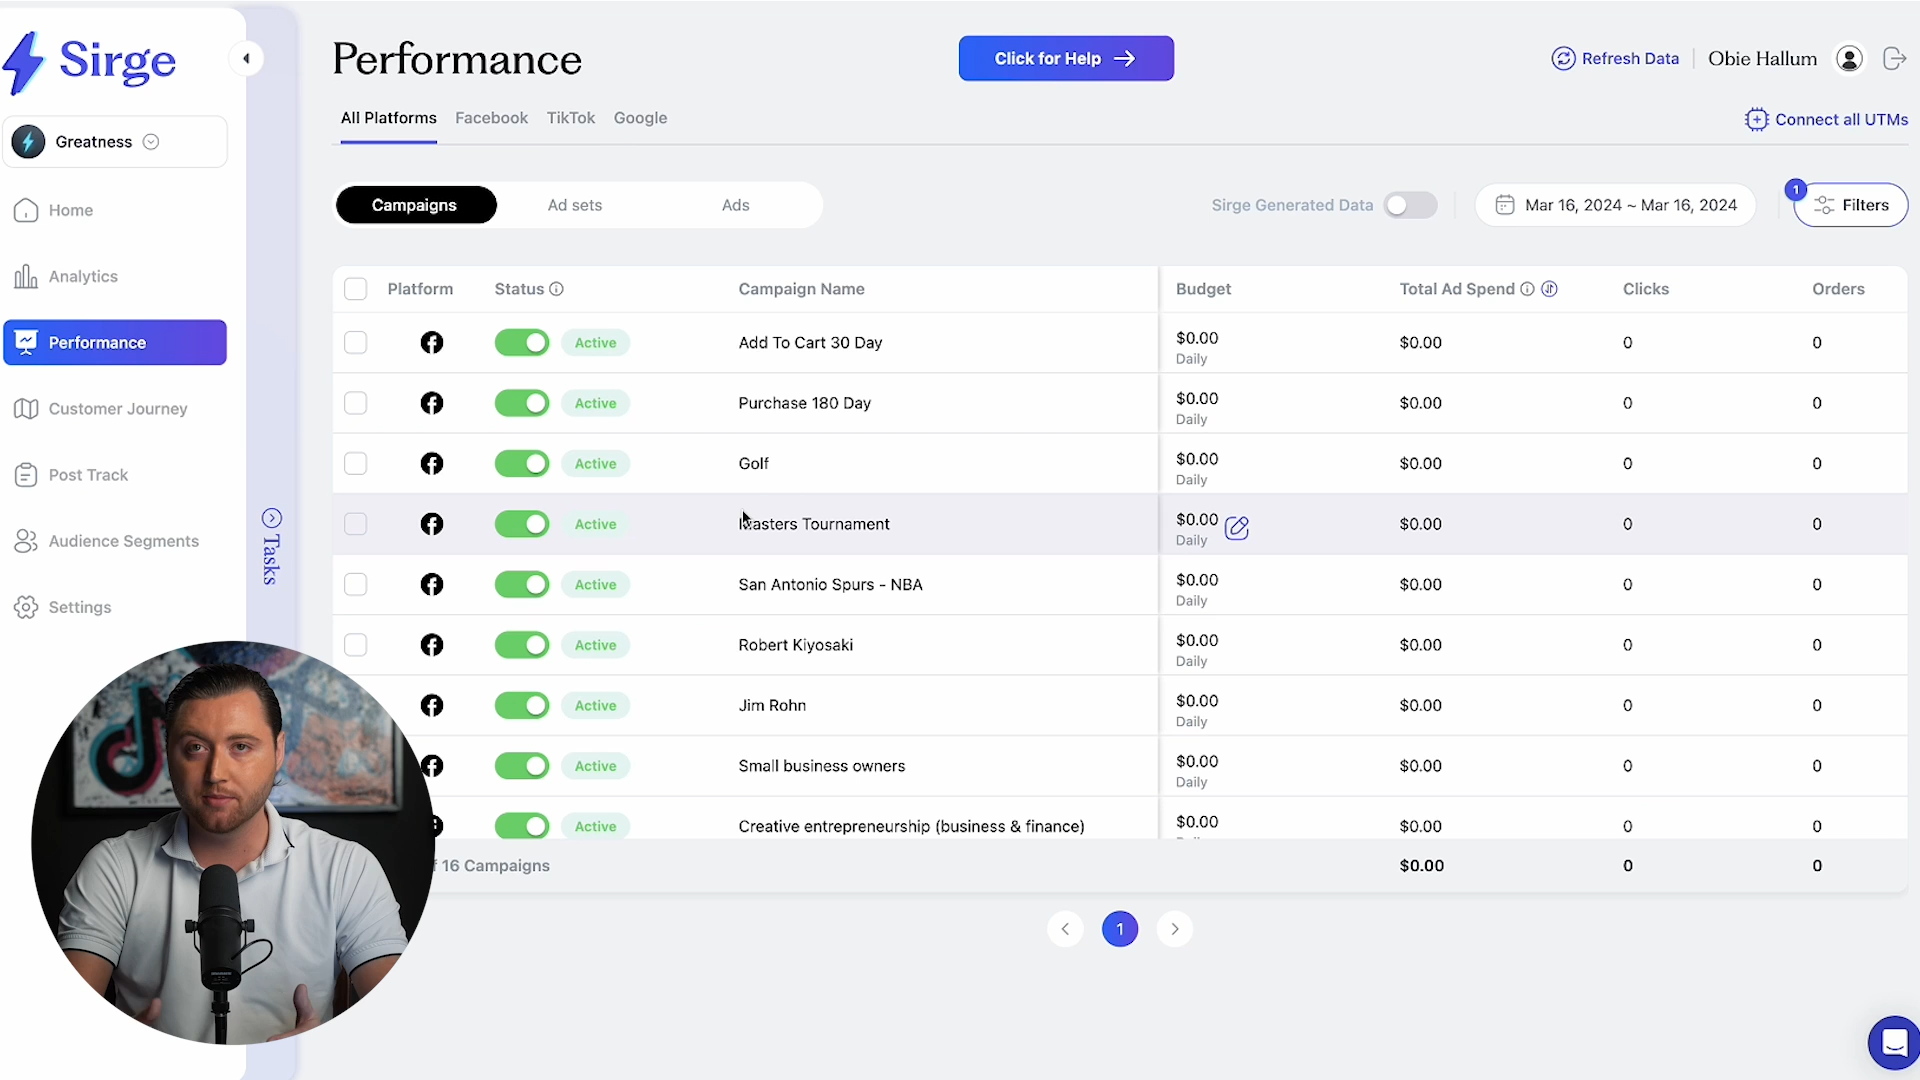 Sirge
Performance
Click for Help
Refresh Data
Obie Hallum
Greatness
All Platforms
Facebook
TikTok
Google
Connect all UTMs
Home
Analytics
Performance
Customer Journey
Post Track
Audience Segments
Settings
Tasks
Campaigns
Ad sets
Ads
Sirge Generated Data
Mar 16, 2024 ~ Mar 16, 2024
1
Filters
Platform Status Campaign Name Budget Total Ad Spend Clicks Orders
Active Add To Cart 30 Day $0.00 $0.00 0 0
Daily
Active Purchase 180 Day $0.00 $0.00 0 0
Daily
Active Golf $0.00 $0.00 0 0
Daily
Active Masters Tournament $0.00 $0.00 0 0
Daily
Active San Antonio Spurs - NBA $0.00 $0.00 0 0
Daily
Active Robert Kiyosaki $0.00 $0.00 0 0
Daily
Active Jim Rohn $0.00 $0.00 0 0
Daily
Active Small business owners $0.00 $0.00 0 0
Daily
Active Creative entrepreneurship (business & finance) $0.00 $0.00 0 0
16 Campaigns $0.00 0 0
1